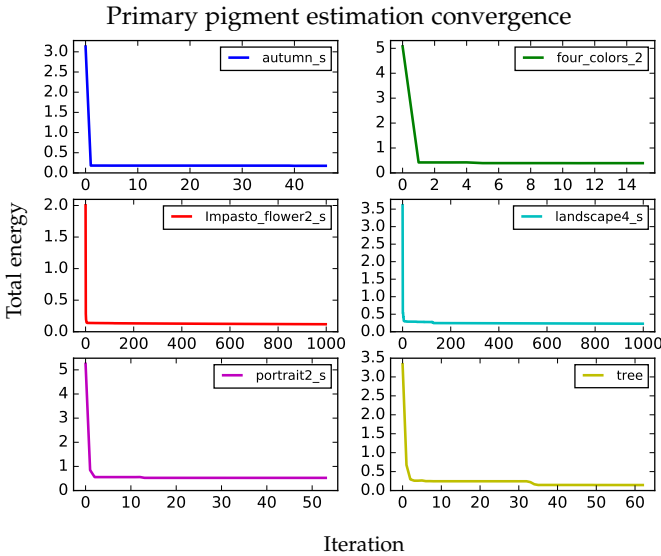 Primary pigment estimation convergence
3.0
2.5
2.0
1.5
1.0
0.5
0.0
autumn_s
0 10 20 30 40
5
4
3
2
1
0
four_colors_2
0 2 4 6 8 10 12 14
Total energy
2.0
1.5
1.0
0.5
0.0
Impasto_flower2_s
0 200 400 600 800 1000
3.5
3.0
2.5
2.0
1.5
1.0
0.5
0.0
landscape4_s
0 200 400 600 800 1000
5
4
3
2
1
0
portrait2_s
0 10 20 30 40 50
3.5
3.0
2.5
2.0
1.5
1.0
0.5
0.0
tree
0 10 20 30 40 50 60
Iteration